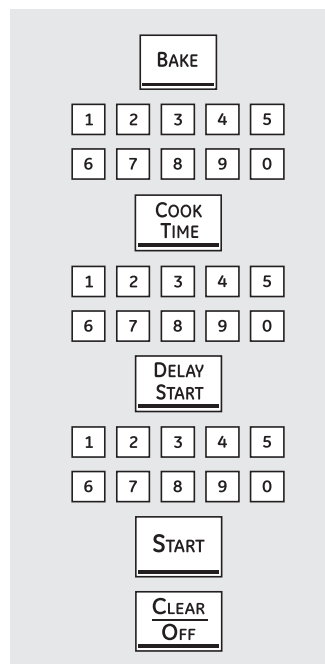 BAKE
1 2 3 4 5
6 7 8 9 0
COOK
TIME
1 2 3 4 5
6 7 8 9 0
DELAY
START
1 2 3 4 5
6 7 8 9 0
START
CLEAR
OFF